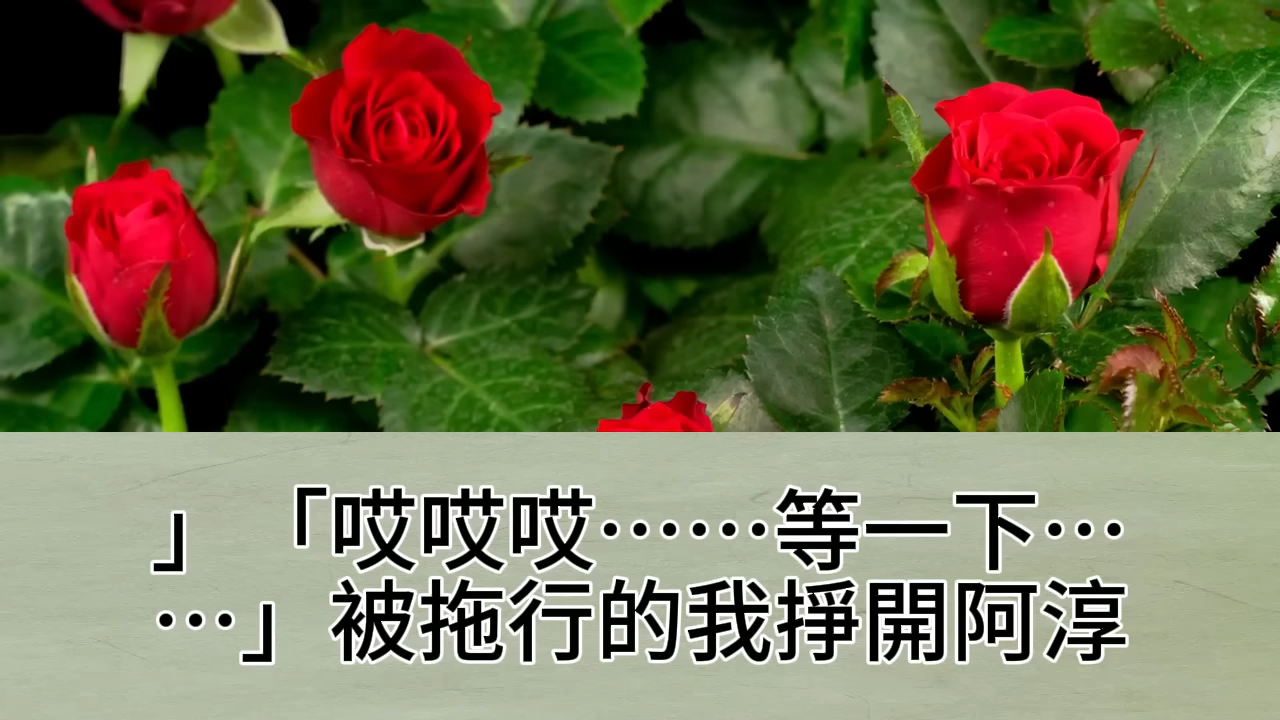 」 「哎哎哎……等一下…
…」被拖行的我掙開阿淳